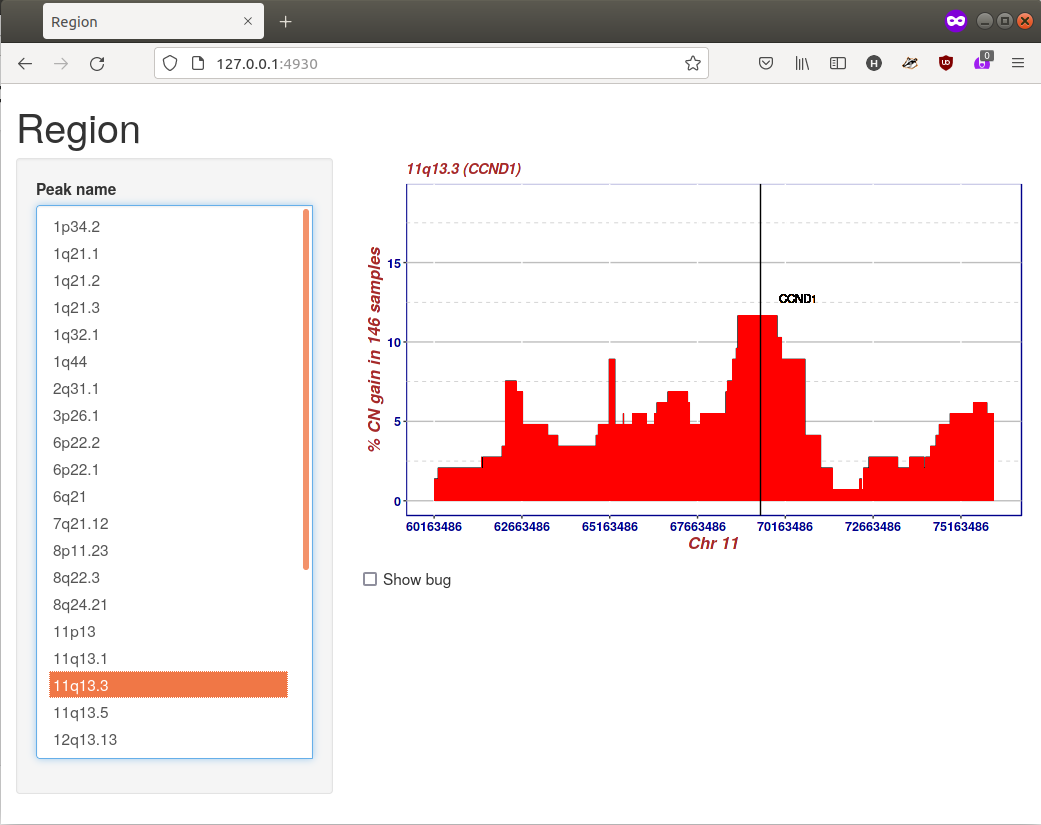 Region
127.0.0.1:4930
H
UD
0
Region
Peak name
1p34.2
1q21.1
1q21.2
1q21.3
1q32.1
1q44
2q31.1
3p26.1
6p22.2
6p22.1
6q21
7q21.12
8p11.23
8q22.3
8q24.21
11p13
11q13.1
11q13.3
11q13.5
12q13.13
11q13.3 (CCND1)
% CN gain in 146 samples
15
10
5
0
CCND1
60163486 62663486 65163486 67663486 70163486 72663486 75163486
Chr 11
Show bug